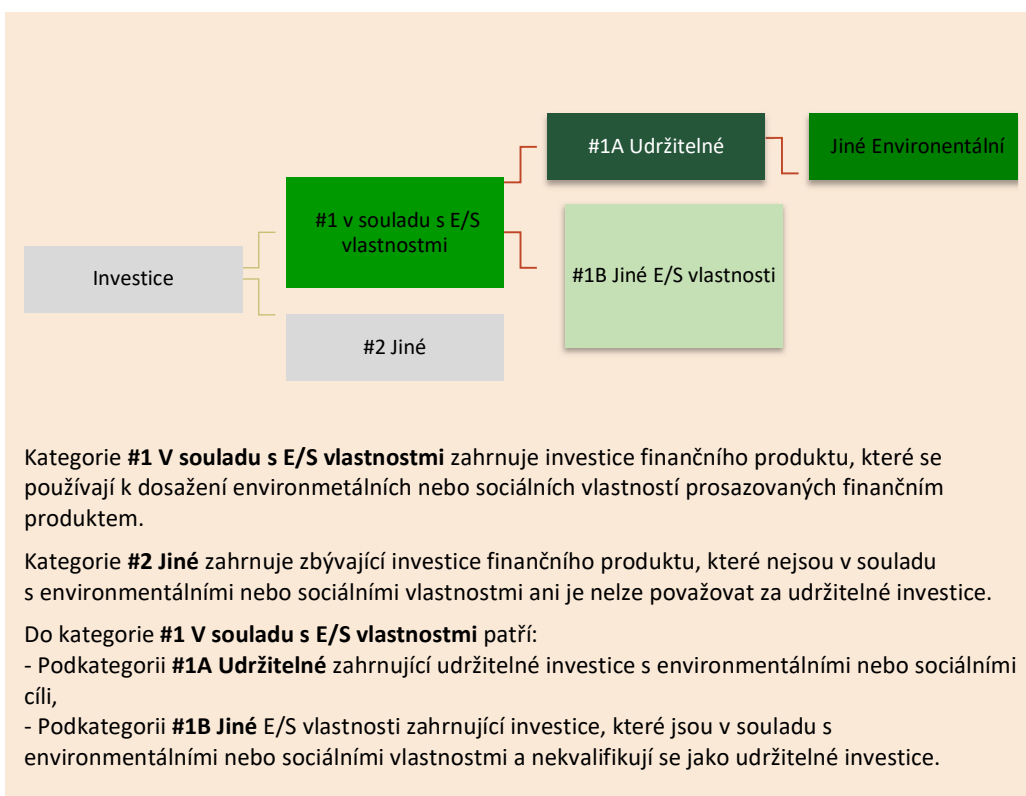 #1A Udržitelné
Jiné Environentální
#1 v souladu s E/S
vlastnostmi
Investice
#1B Jiné E/S vlastnosti
#2 Jiné
Kategorie #1 V souladu s E/S vlastnostmi zahrnuje investice finančního produktu, které se
používají k dosažení environmetálních nebo sociálních vlastností prosazovaných finančním
produktem.
Kategorie #2 Jiné zahrnuje zbývající investice finančního produktu, které nejsou v souladu
s environmentálními nebo sociálními vlastnostmi ani je nelze považovat za udržitelné investice.
Do kategorie #1 V souladu s E/S vlastnostmi patří:
- Podkategorii #1A Udržitelné zahrnující udržitelné investice s environmentálními nebo sociálními
cíli,
- Podkategorii #1B Jiné E/S vlastnosti zahrnující investice, které jsou v souladu s
environmentálními nebo sociálními vlastnostmi a nekvalifikují se jako udržitelné investice.